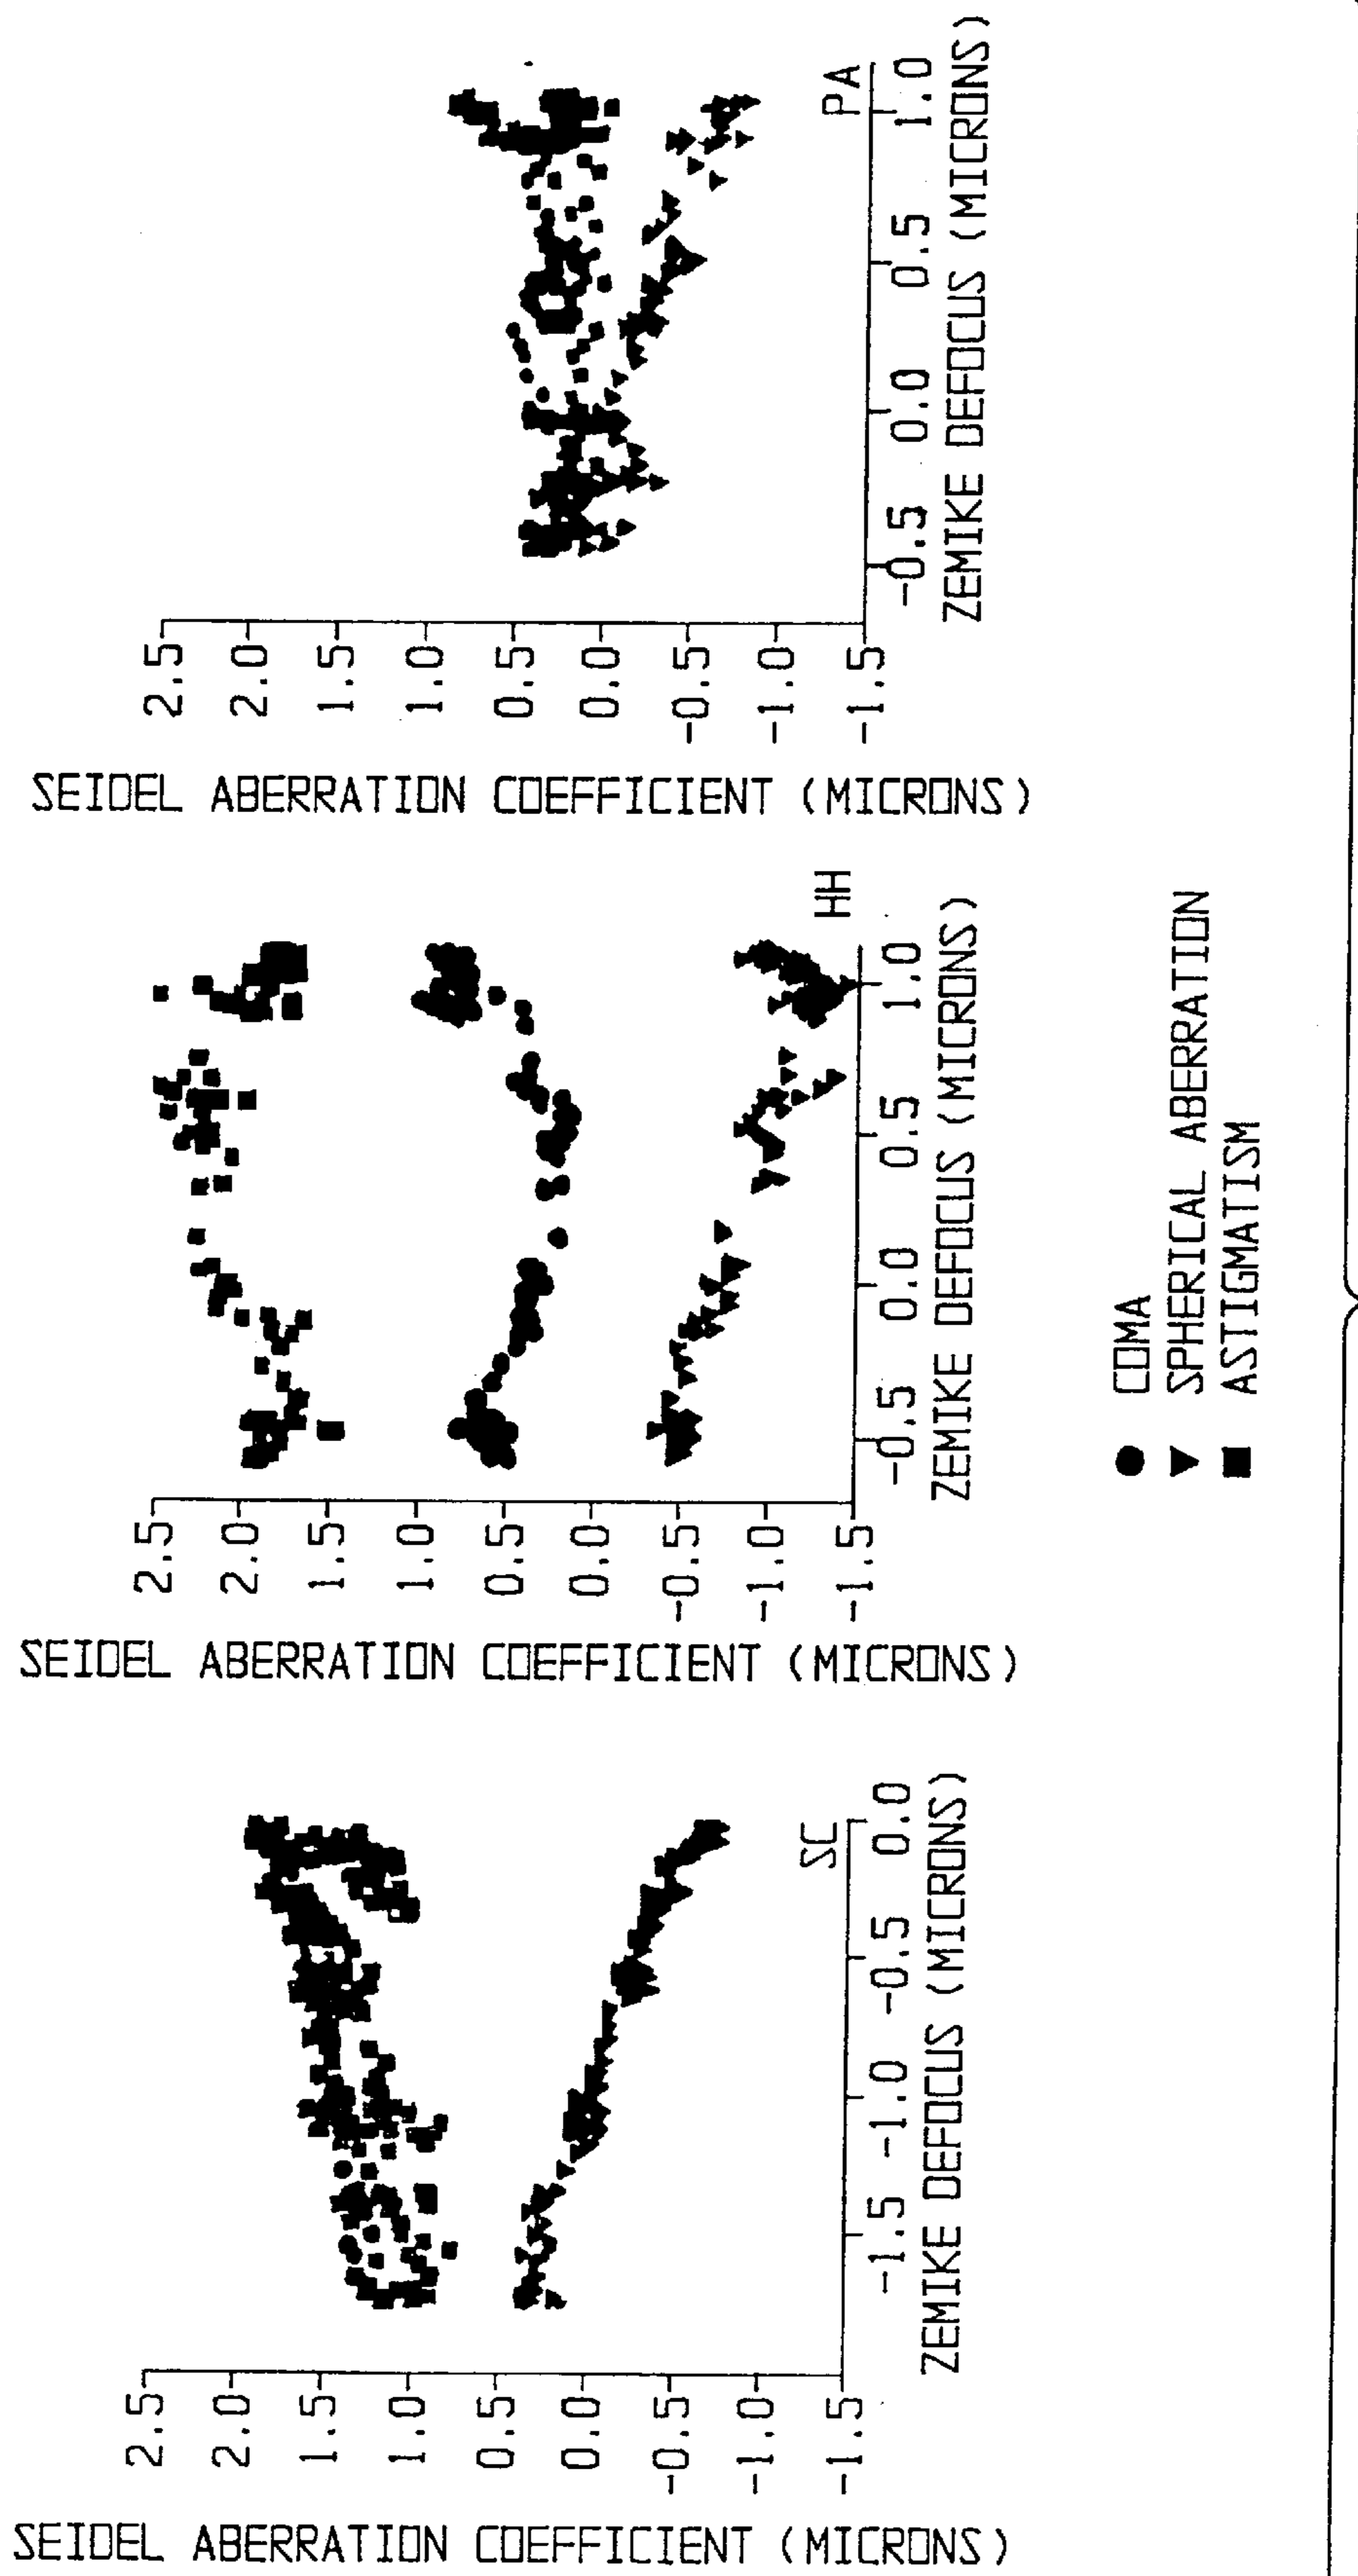 SEIDEL ABERRATION COEFFICIENT (MICRONS)
2.5
2.0
1.5
1.0
0.5
0.0
-0.5
-1.0
-1.5
SC
-1.5 -1.0 -0.5 0.0
ZEMIKE DEFOCUS (MICRONS)
SEIDEL ABERRATION COEFFICIENT (MICRONS)
2.5
2.0
1.5
1.0
0.5
0.0
-0.5
-1.0
-1.5
HH
-0.5 0.0 0.5 1.0
ZEMIKE DEFOCUS (MICRONS)
SEIDEL ABERRATION COEFFICIENT (MICRONS)
2.5
2.0
1.5
1.0
0.5
0.0
-0.5
-1.0
-1.5
PA
-0.5 0.0 0.5 1.0
ZEMIKE DEFOCUS (MICRONS)
COMA
SPHERICAL ABERRATION
ASTIGMATISM